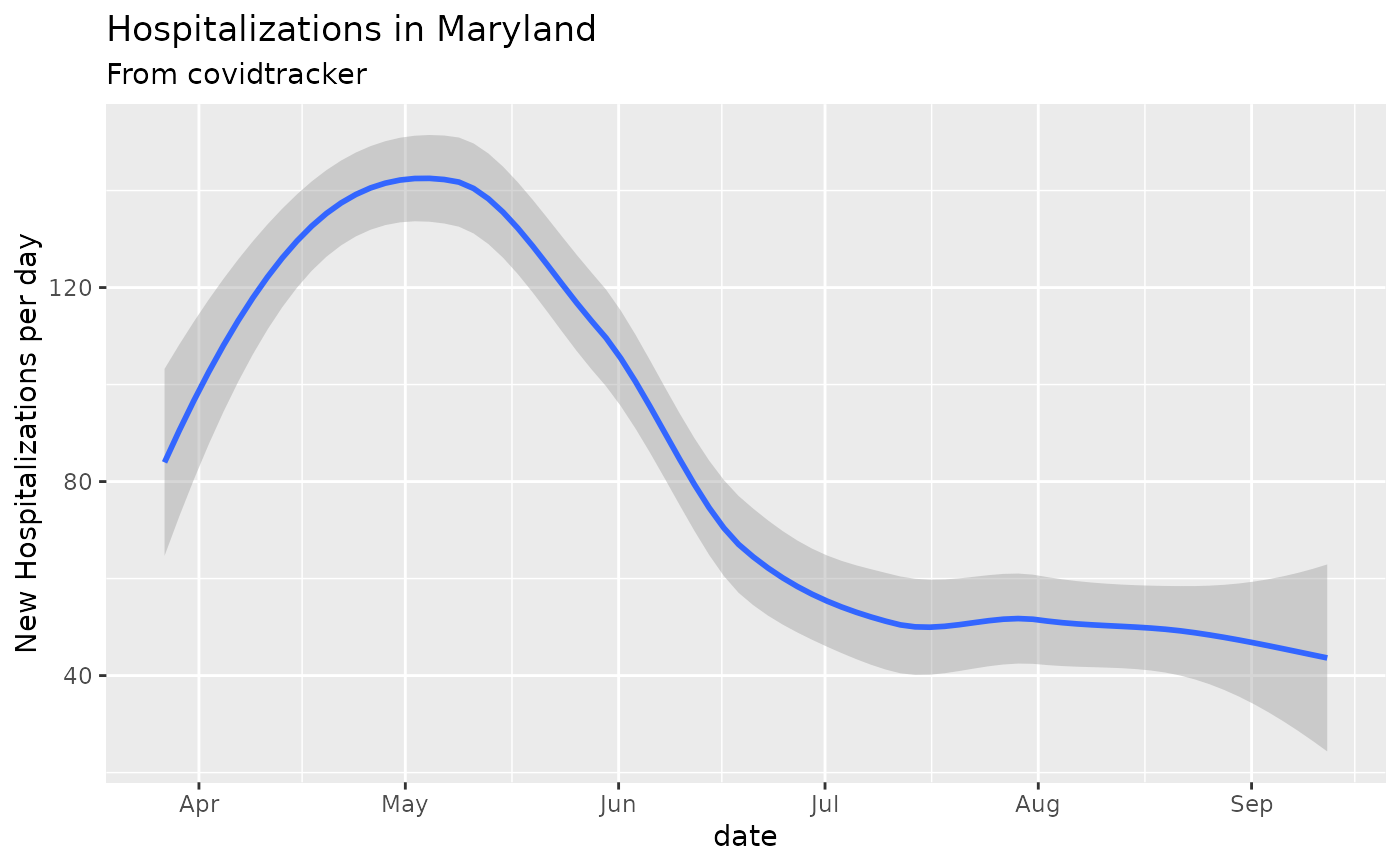 Hospitalizations in Maryland
From covidtracker
New Hospitalizations per day
120
80
40
Apr May Jun Jul Aug Sep
date